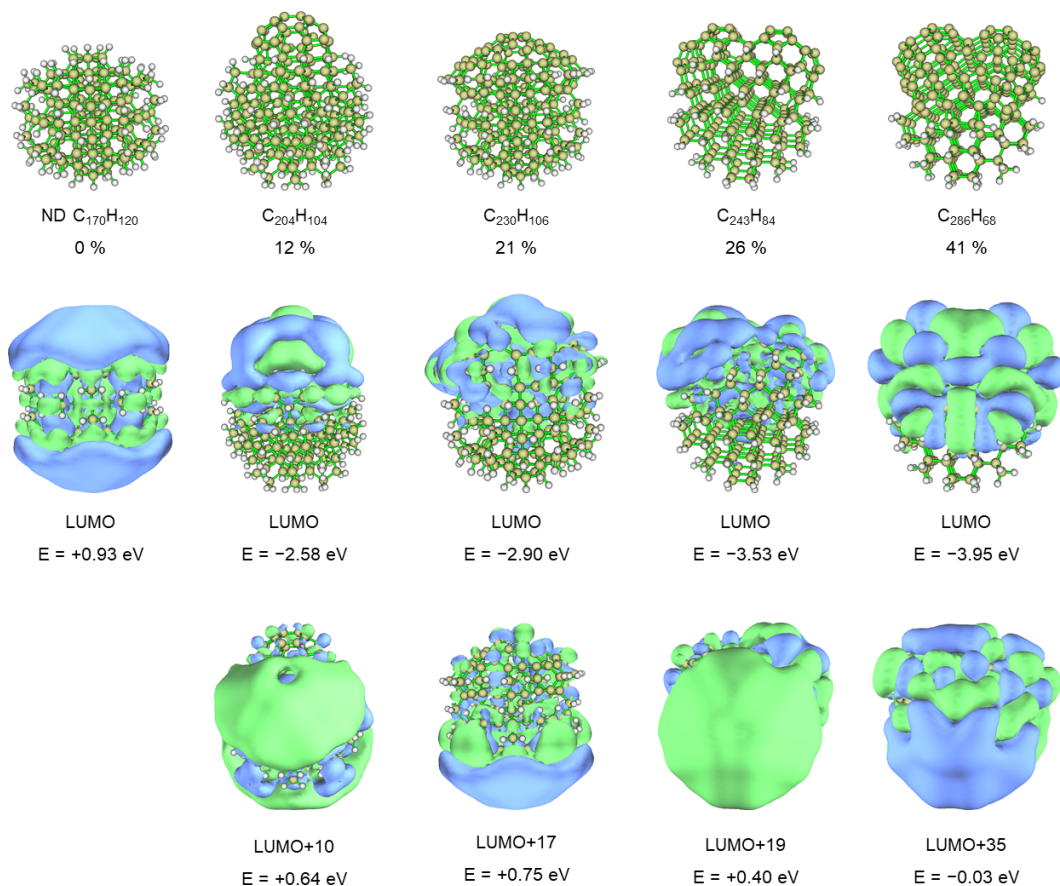 ND C₁₇₀H₁₂₀ C₂₀₄H₁₀₄ C₂₃₀H₁₀₆ C₂₄₃H₈₄ C₂₈₆H₆₈
0 % 12 % 21 % 26 % 41 %
LUMO LUMO LUMO LUMO LUMO
E = +0.93 eV E = −2.58 eV E = −2.90 eV E = −3.53 eV E = −3.95 eV
LUMO+10 LUMO+17 LUMO+19 LUMO+35
E = +0.64 eV E = +0.75 eV E = +0.40 eV E = −0.03 eV